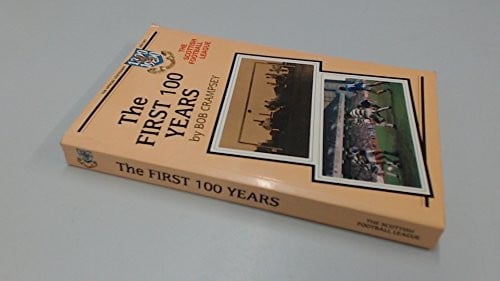 THE
SCOTTISH
FOOTBALL
LEAGUE
The
FIRST 100
YEARS
by BOB CRAMPSEY
The FIRST 100 YEARS
THE SCOTTISH
FOOTBALL LEAGUE